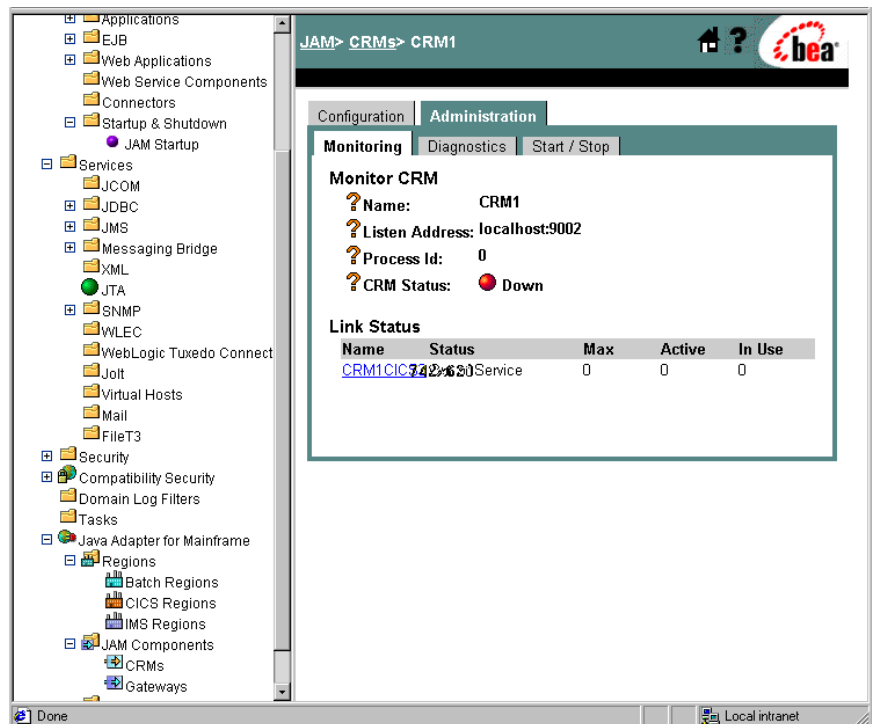 Applications
EJB
Web Applications
Web Service Components
Connectors
Startup & Shutdown
JAM Startup
Services
JCOM
JDBC
JMS
Messaging Bridge
XML
JTA
SNMP
WLEC
WebLogic Tuxedo Connect
Jolt
Virtual Hosts
Mail
FileT3
Security
Compatibility Security
Domain Log Filters
Tasks
Java Adapter for Mainframe
Regions
Batch Regions
CICS Regions
IMS Regions
JAM Components
CRMs
Gateways
JAM> CRMs> CRM1
? bea
Configuration Administration
Monitoring Diagnostics Start / Stop
Monitor CRM
? Name: CRM1
? Listen Address: localhost:9002
? Process Id: 0
? CRM Status: Down
Link Status
Name Status Max Active In Use
Service 0 0 0
Done Local intranet